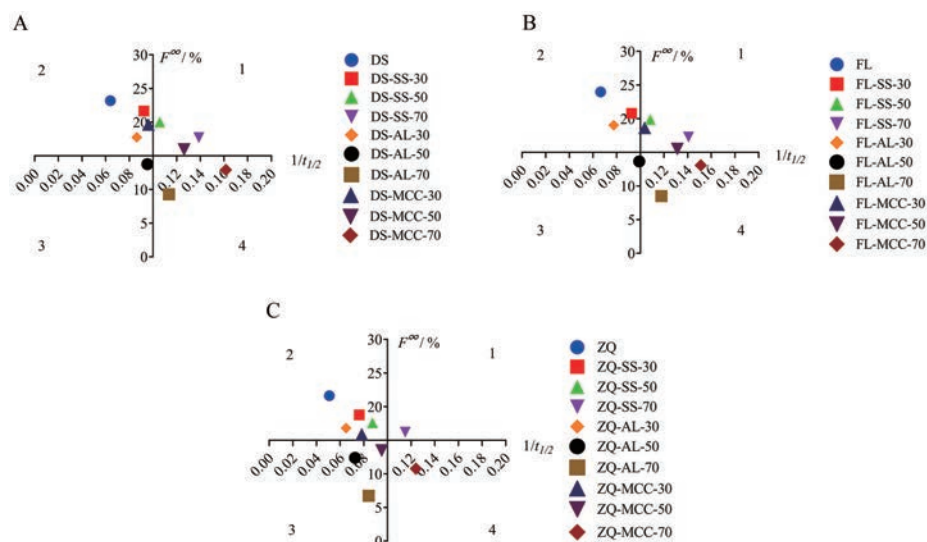 A
F∞/%
2
1
30
25
20
15
10
5
0
1/t1/2
0.00
0.02
0.04
0.06
0.08
0.10
0.12
0.14
0.16
0.18
0.20
3
4
DS
DS-SS-30
DS-SS-50
DS-SS-70
DS-AL-30
DS-AL-50
DS-AL-70
DS-MCC-30
DS-MCC-50
DS-MCC-70
B
F∞/%
2
1
30
25
20
15
10
5
0
1/t1/2
0.00
0.02
0.04
0.06
0.08
0.10
0.12
0.14
0.16
0.18
0.20
3
4
FL
FL-SS-30
FL-SS-50
FL-SS-70
FL-AL-30
FL-AL-50
FL-AL-70
FL-MCC-30
FL-MCC-50
FL-MCC-70
C
F∞/%
2
1
30
25
20
15
10
5
0
1/t1/2
0.00
0.02
0.04
0.06
0.08
0.10
0.12
0.14
0.16
0.18
0.20
3
4
ZQ
ZQ-SS-30
ZQ-SS-50
ZQ-SS-70
ZQ-AL-30
ZQ-AL-50
ZQ-AL-70
ZQ-MCC-30
ZQ-MCC-50
ZQ-MCC-70